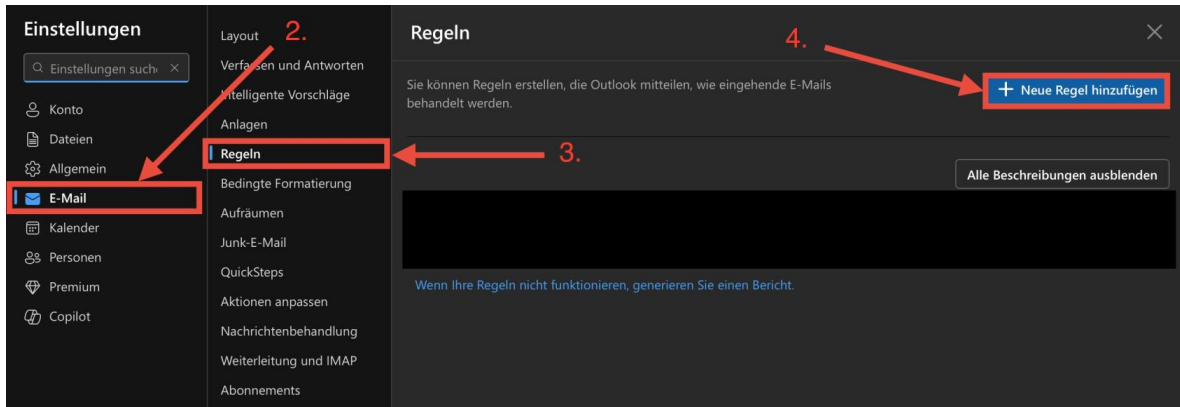 Einstellungen
Einstellungen suche
Konto
Dateien
Allgemein
E-Mail
Kalender
Personen
Premium
Copilot
2.
Layout
Verfassen und Antworten
Intelligente Vorschläge
Anlagen
Regeln
Bedingte Formatierung
Aufräumen
Junk-E-Mail
QuickSteps
Aktionen anpassen
Nachrichtenbehandlung
Weiterleitung und IMAP
Abonnements
3.
Regeln
4.
Sie können Regeln erstellen, die Outlook mitteilen, wie eingehende E-Mails
behandelt werden.
Neue Regel hinzufügen
Alle Beschreibungen ausblenden
Wenn Ihre Regeln nicht funktionieren, generieren Sie einen Bericht.